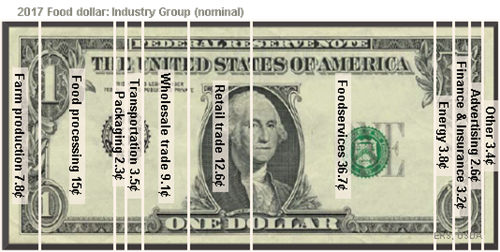 2017 Food dollar: Industry Group (nominal)
FEDERAL RESERVE NOTE
THE UNITED STATES OF AMERICA
Farm production 7.8¢
Food processing 15¢
Packaging 2.3¢
Transportation 3.5¢
Wholesale trade 9.1¢
Retail trade 12.6¢
Foodservices 36.7¢
Energy 3.8¢
Finance & Insurance 3.2¢
Advertising 2.6¢
Other 3.4¢
1
1
1
ONE DOLLAR
ERS, USDA